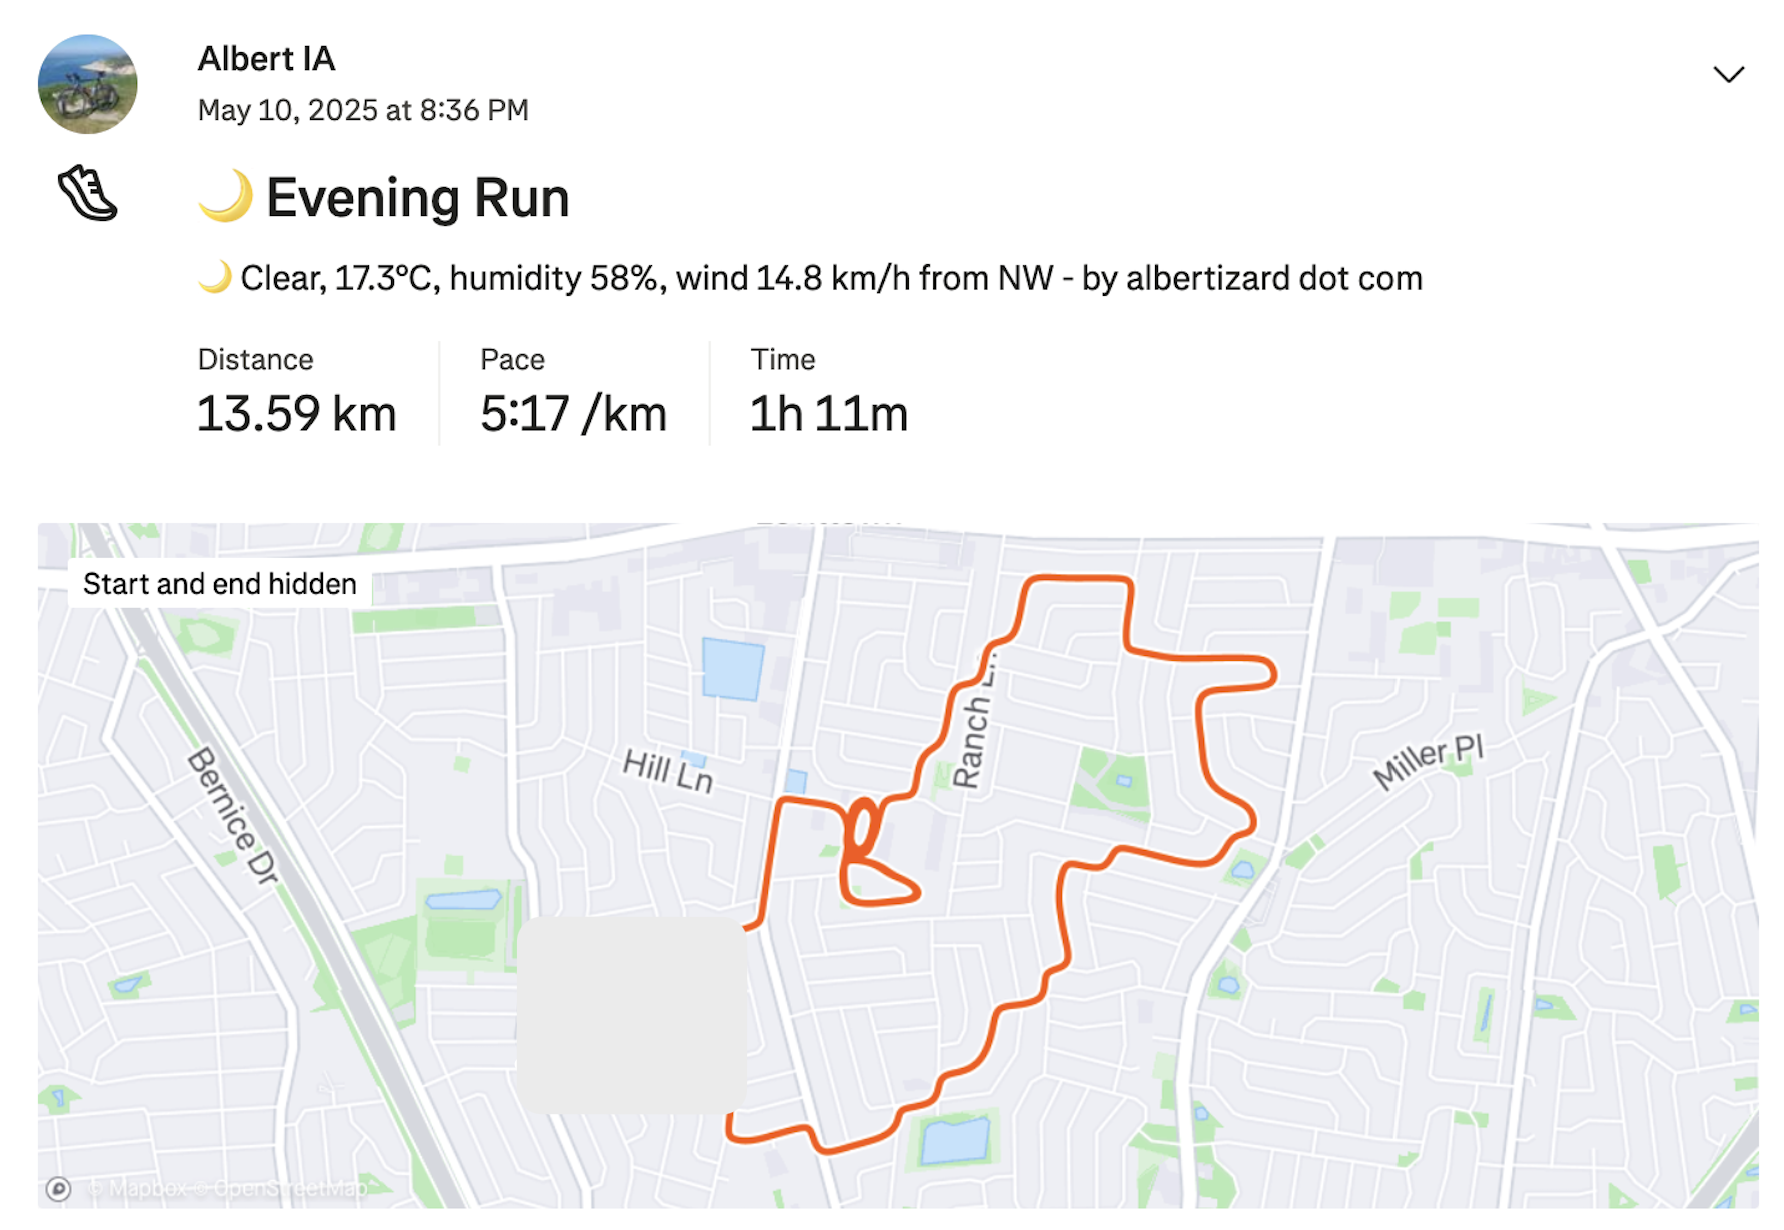 Albert IA
May 10, 2025 at 8:36 PM
🌙 Evening Run
🌙 Clear, 17.3°C, humidity 58%, wind 14.8 km/h from NW - by albertizard dot com
Distance
Pace
Time
13.59 km
5:17 /km
1h 11m
Start and end hidden
Ranch Ln
Hill Ln
Miller Pl
Bernice Dr
© Mapbox © OpenStreetMap